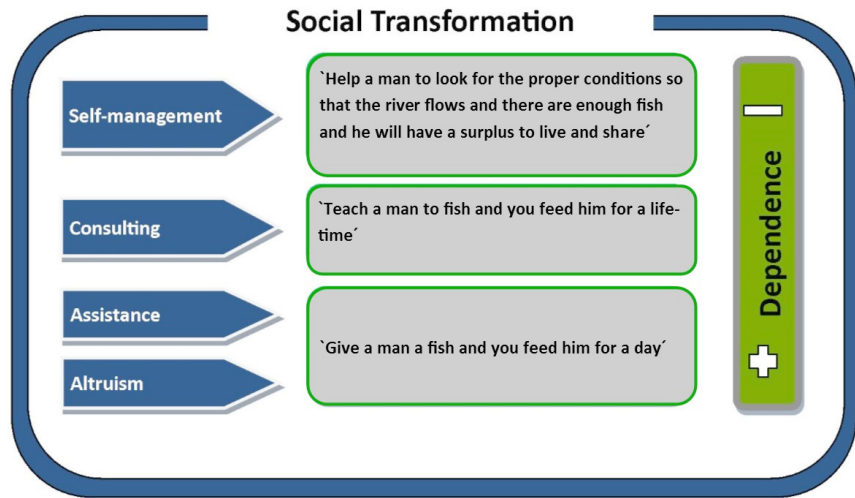 Social Transformation
Self-management
`Help a man to look for the proper conditions so
that the river flows and there are enough fish
and he will have a surplus to live and share´
Consulting
`Teach a man to fish and you feed him for a life-
time´
Assistance
Altruism
`Give a man a fish and you feed him for a day´
Dependence